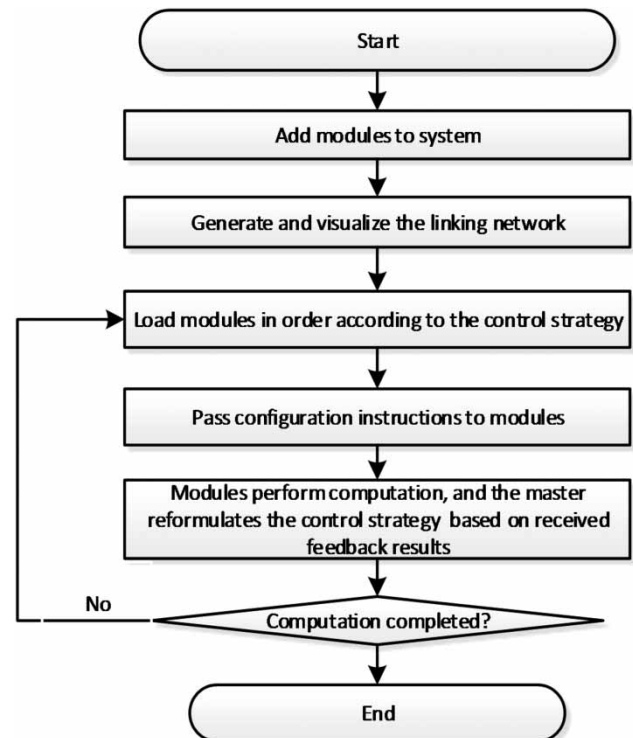 Start
Add modules to system
Generate and visualize the linking network
Load modules in order according to the control strategy
Pass configuration instructions to modules
Modules perform computation, and the master
reformulates the control strategy based on received
feedback results
No
Computation completed?
End